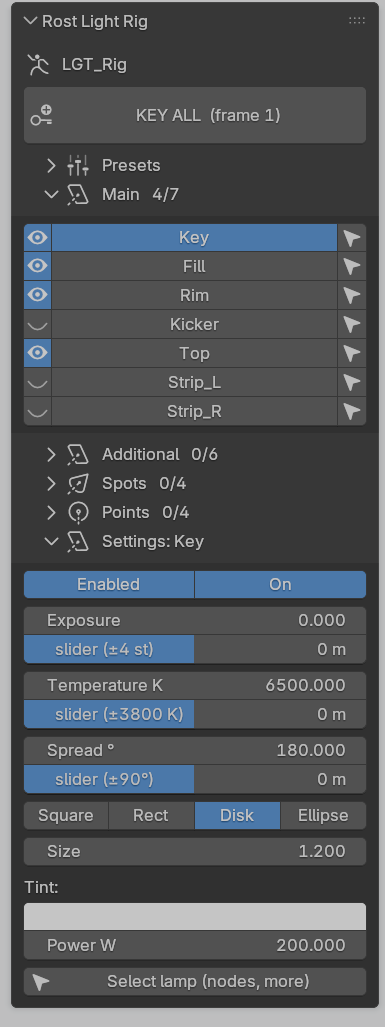 Rost Light Rig
LGT_Rig
KEY ALL (frame 1)
Presets
Main 4/7
Key
Fill
Rim
Kicker
Top
Strip_L
Strip_R
Additional 0/6
Spots 0/4
Points 0/4
Settings: Key
Enabled On
Exposure 0.000
slider (±4 st) 0 m
Temperature K 6500.000
slider (±3800 K) 0 m
Spread ° 180.000
slider (±90°) 0 m
Square Rect Disk Ellipse
Size 1.200
Tint:
Power W 200.000
Select lamp (nodes, more)